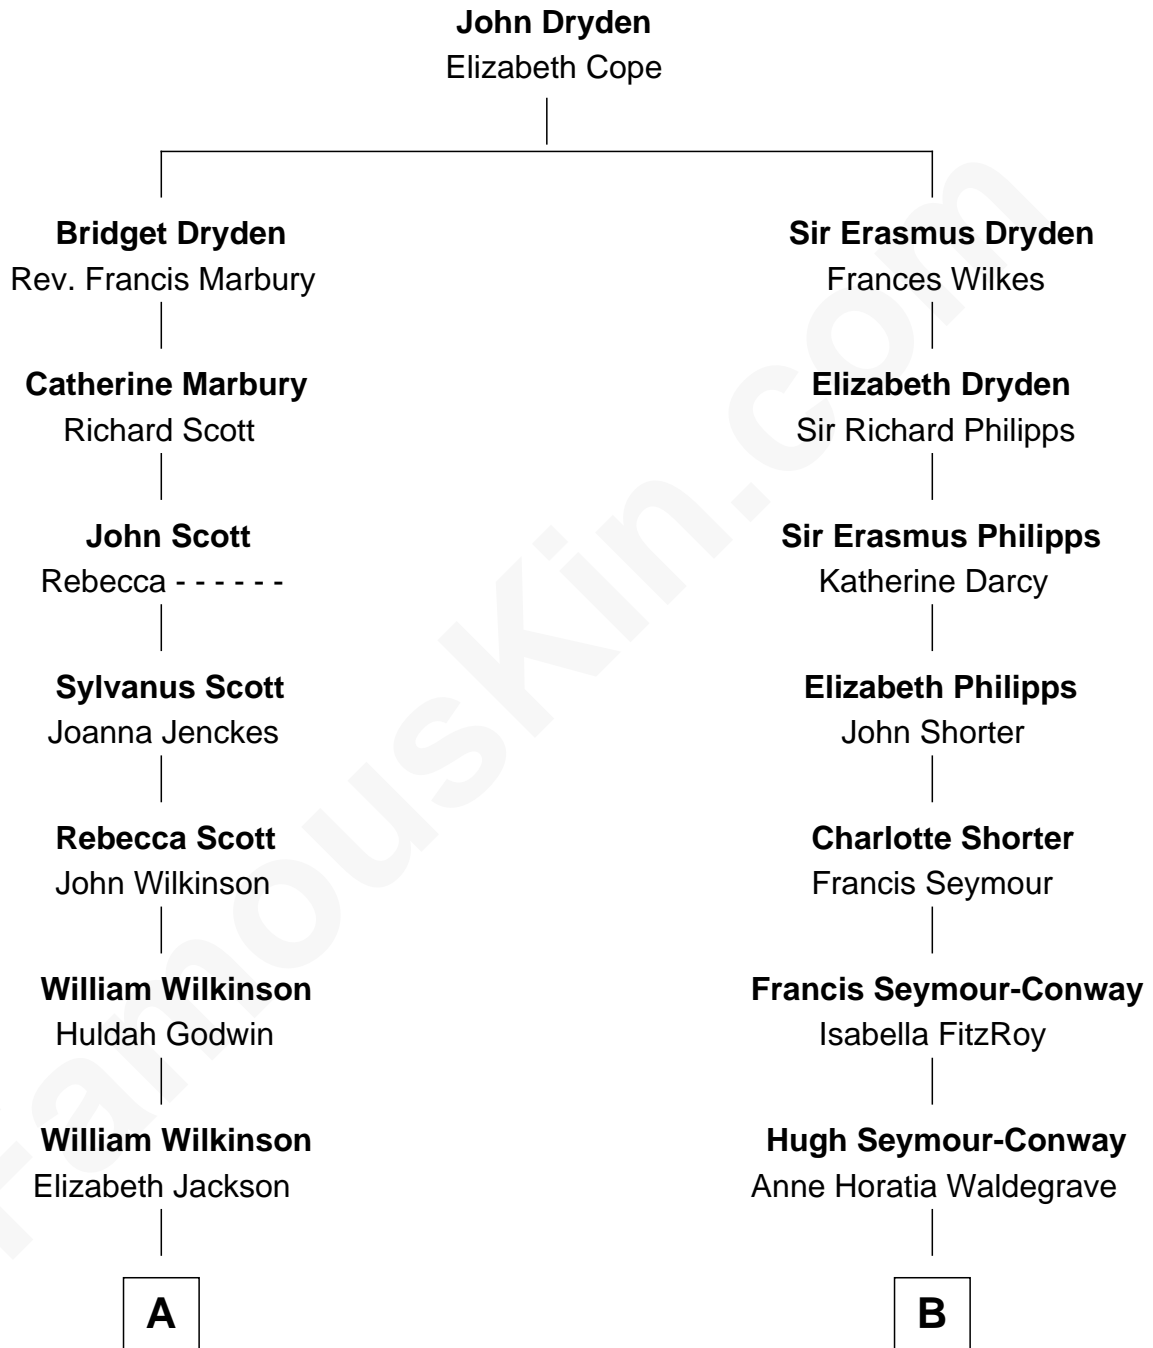 John Dryden
Elizabeth Cope
Bridget Dryden
Rev. Francis Marbury
Sir Erasmus Dryden
Frances Wilkes
Catherine Marbury
Richard Scott
Elizabeth Dryden
Sir Richard Philipps
John Scott
Rebecca - - - - - -
Sir Erasmus Philipps
Katherine Darcy
Sylvanus Scott
Joanna Jenckes
Elizabeth Philipps
John Shorter
Rebecca Scott
John Wilkinson
Charlotte Shorter
Francis Seymour
William Wilkinson
Huldah Godwin
Francis Seymour-Conway
Isabella FitzRoy
William Wilkinson
Elizabeth Jackson
Hugh Seymour-Conway
Anne Horatia Waldegrave
A
B
FamousKin.com